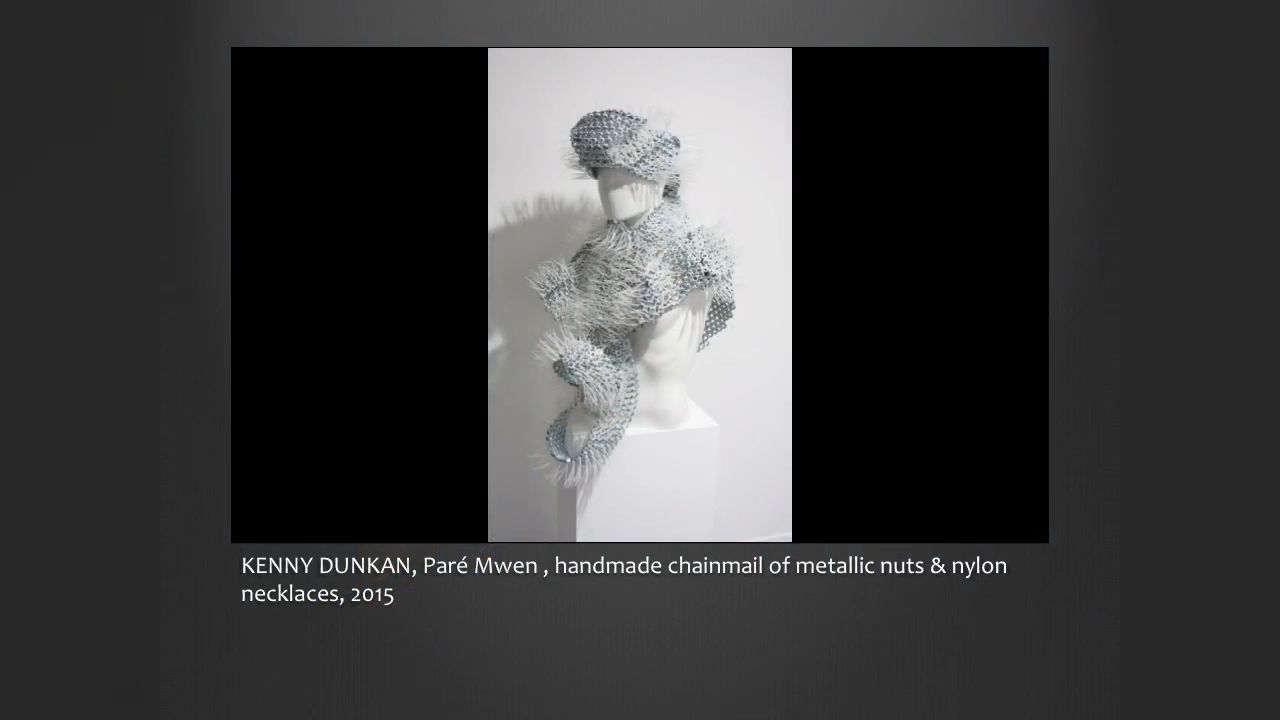 KENNY DUNKAN, Paré Mwen , handmade chainmail of metallic nuts & nylon
necklaces, 2015